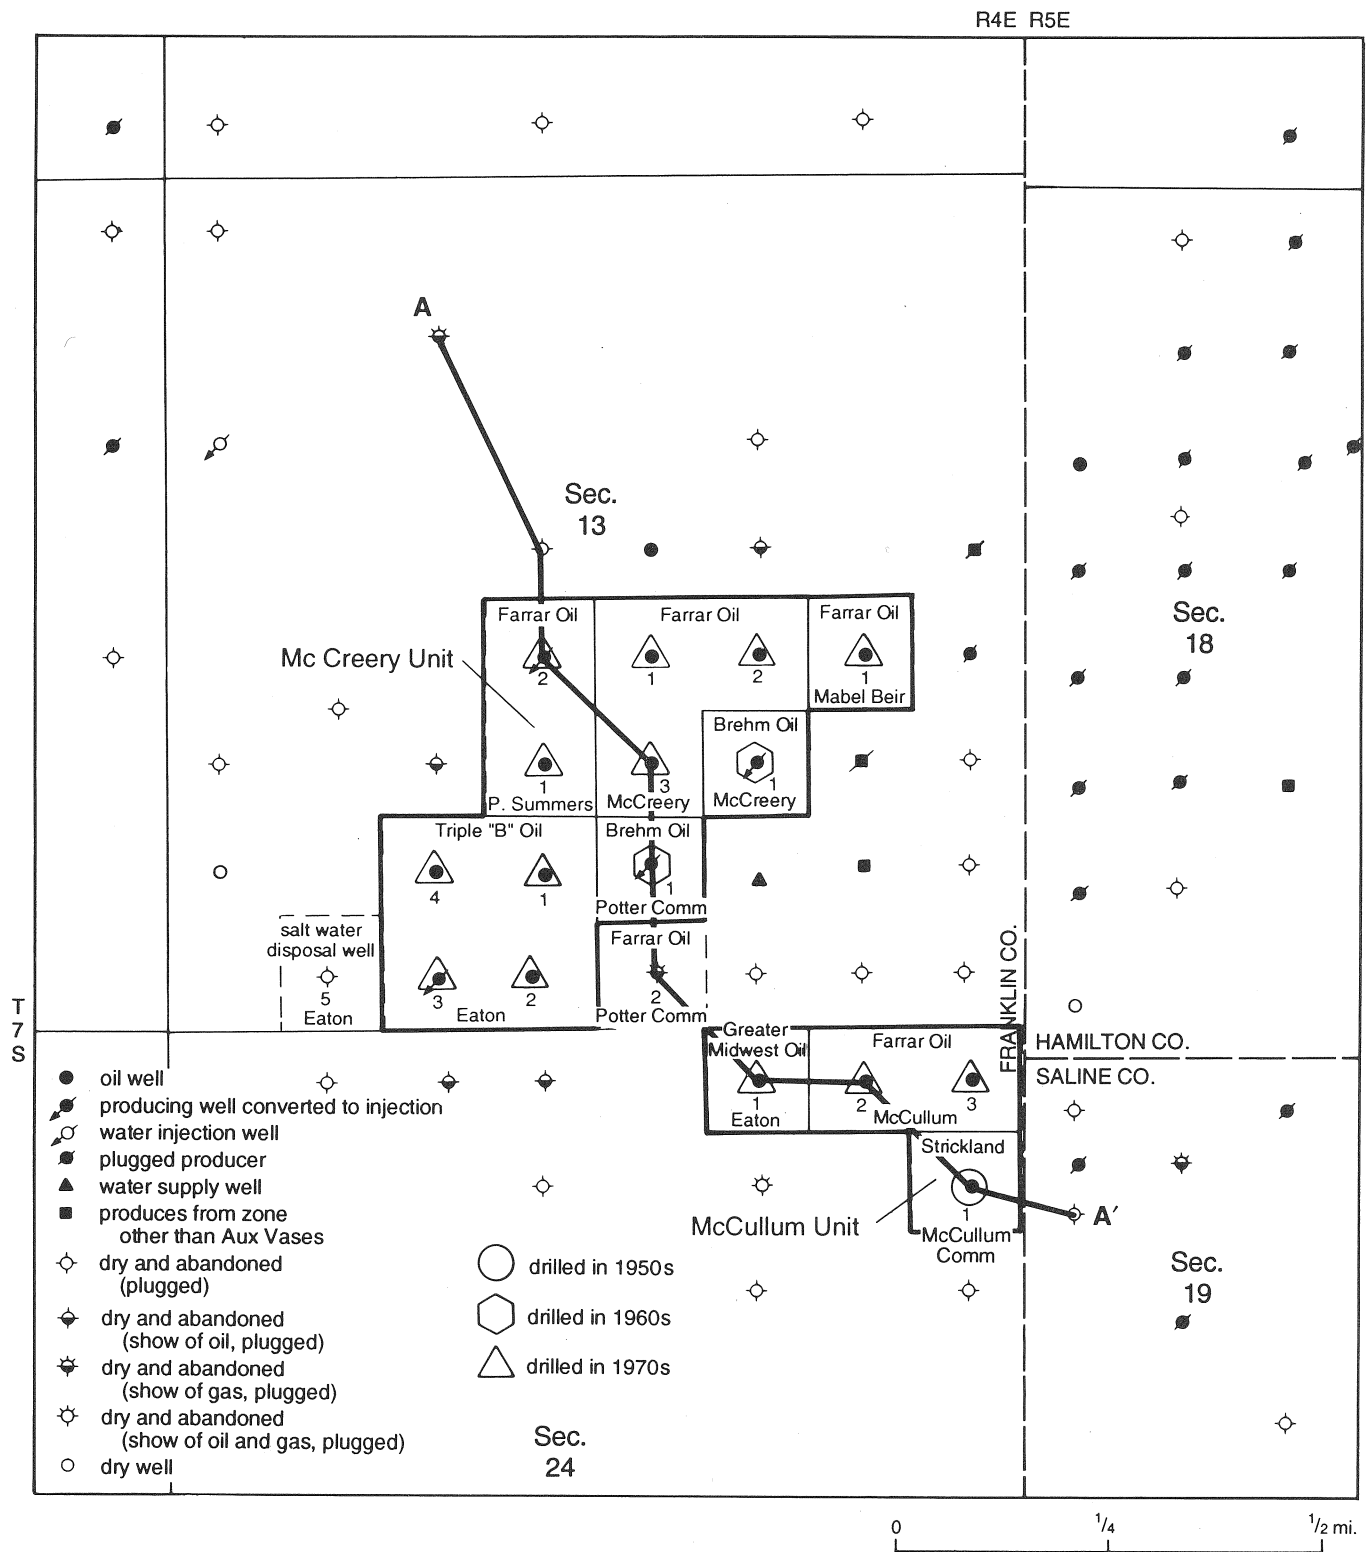 R4E R5E
A
Sec.
13
Sec.
18
Farrar Oil
Farrar Oil
Farrar Oil
Mc Creery Unit
2
1
2
1
Mabel Beir
Brehm Oil
1
3
1
P. Summers
McCreery
McCreery
Triple "B" Oil
Brehm Oil
4
1
1
Potter Comm
salt water
disposal well
Farrar Oil
5
3
2
2
Eaton
Eaton
Potter Comm
T
7
S
FRANKLIN CO.
HAMILTON CO.
SALINE CO.
Greater
Midwest Oil
Farrar Oil
1
2
3
Eaton
McCullum
Strickland
1
McCullum Unit
McCullum
Comm
A′
Sec.
19
oil well
producing well converted to injection
water injection well
plugged producer
water supply well
produces from zone
other than Aux Vases
dry and abandoned
(plugged)
dry and abandoned
(show of oil, plugged)
dry and abandoned
(show of gas, plugged)
dry and abandoned
(show of oil and gas, plugged)
dry well
drilled in 1950s
drilled in 1960s
drilled in 1970s
Sec.
24
0 1/4 1/2 mi.